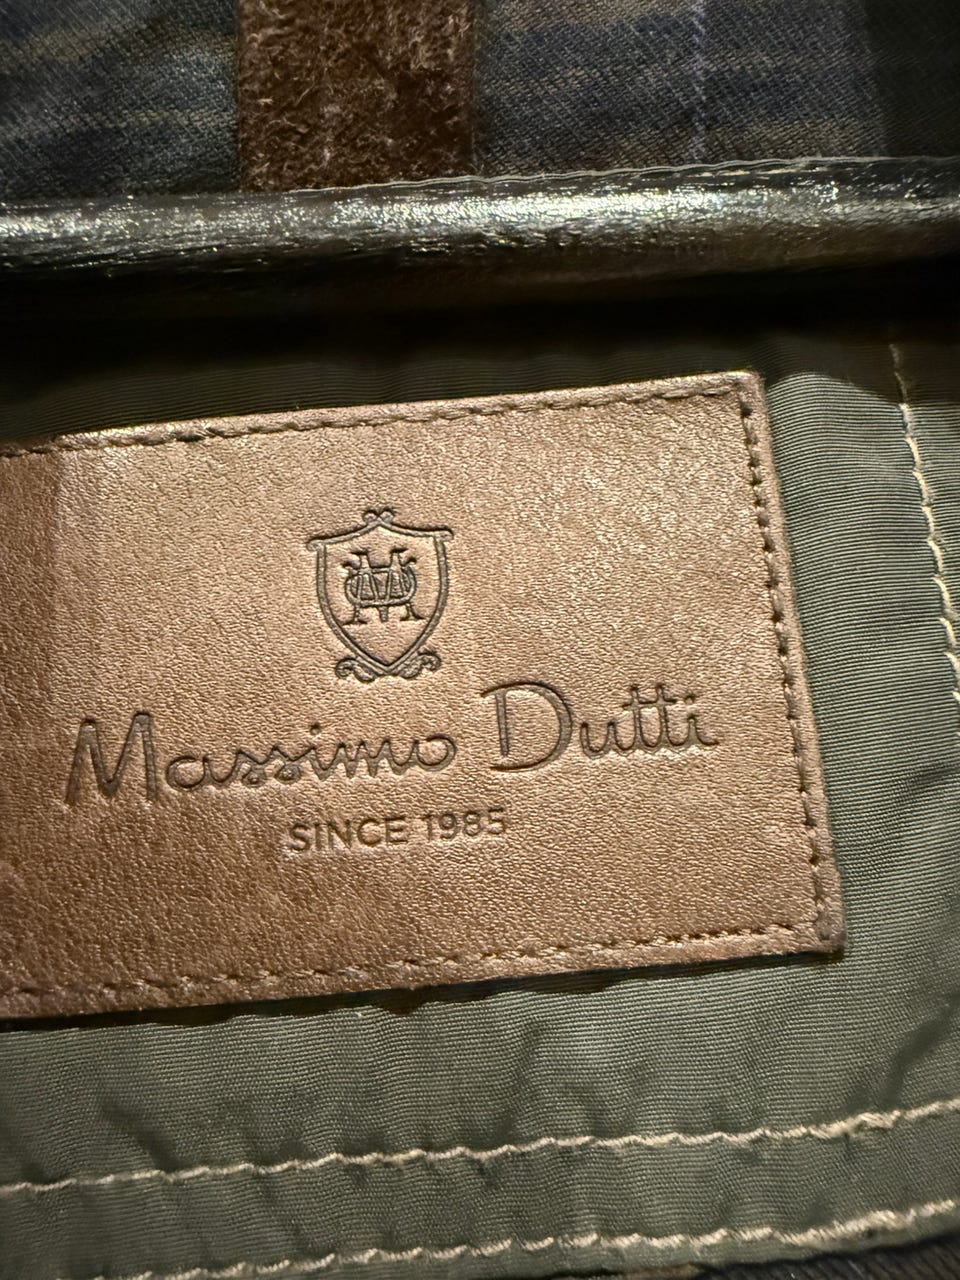 Massimo Dutti
SINCE 1985